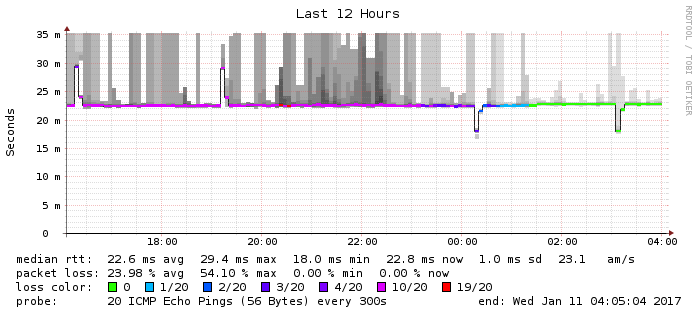 Last 12 Hours
RRDTOOL / TOBI OETIKER
Seconds
35 m
30 m
25 m
20 m
15 m
10 m
5 m
0
18:00 20:00 22:00 00:00 02:00 04:00
median rtt: 22.6 ms avg 29.4 ms max 18.0 ms min 22.8 ms now 1.0 ms sd 23.1 am/s
packet loss: 23.98 % avg 54.10 % max 0.00 % min 0.00 % now
loss color: 0 1/20 2/20 3/20 4/20 10/20 19/20
probe: 20 ICMP Echo Pings (56 Bytes) every 300s end: Wed Jan 11 04:05:04 2017